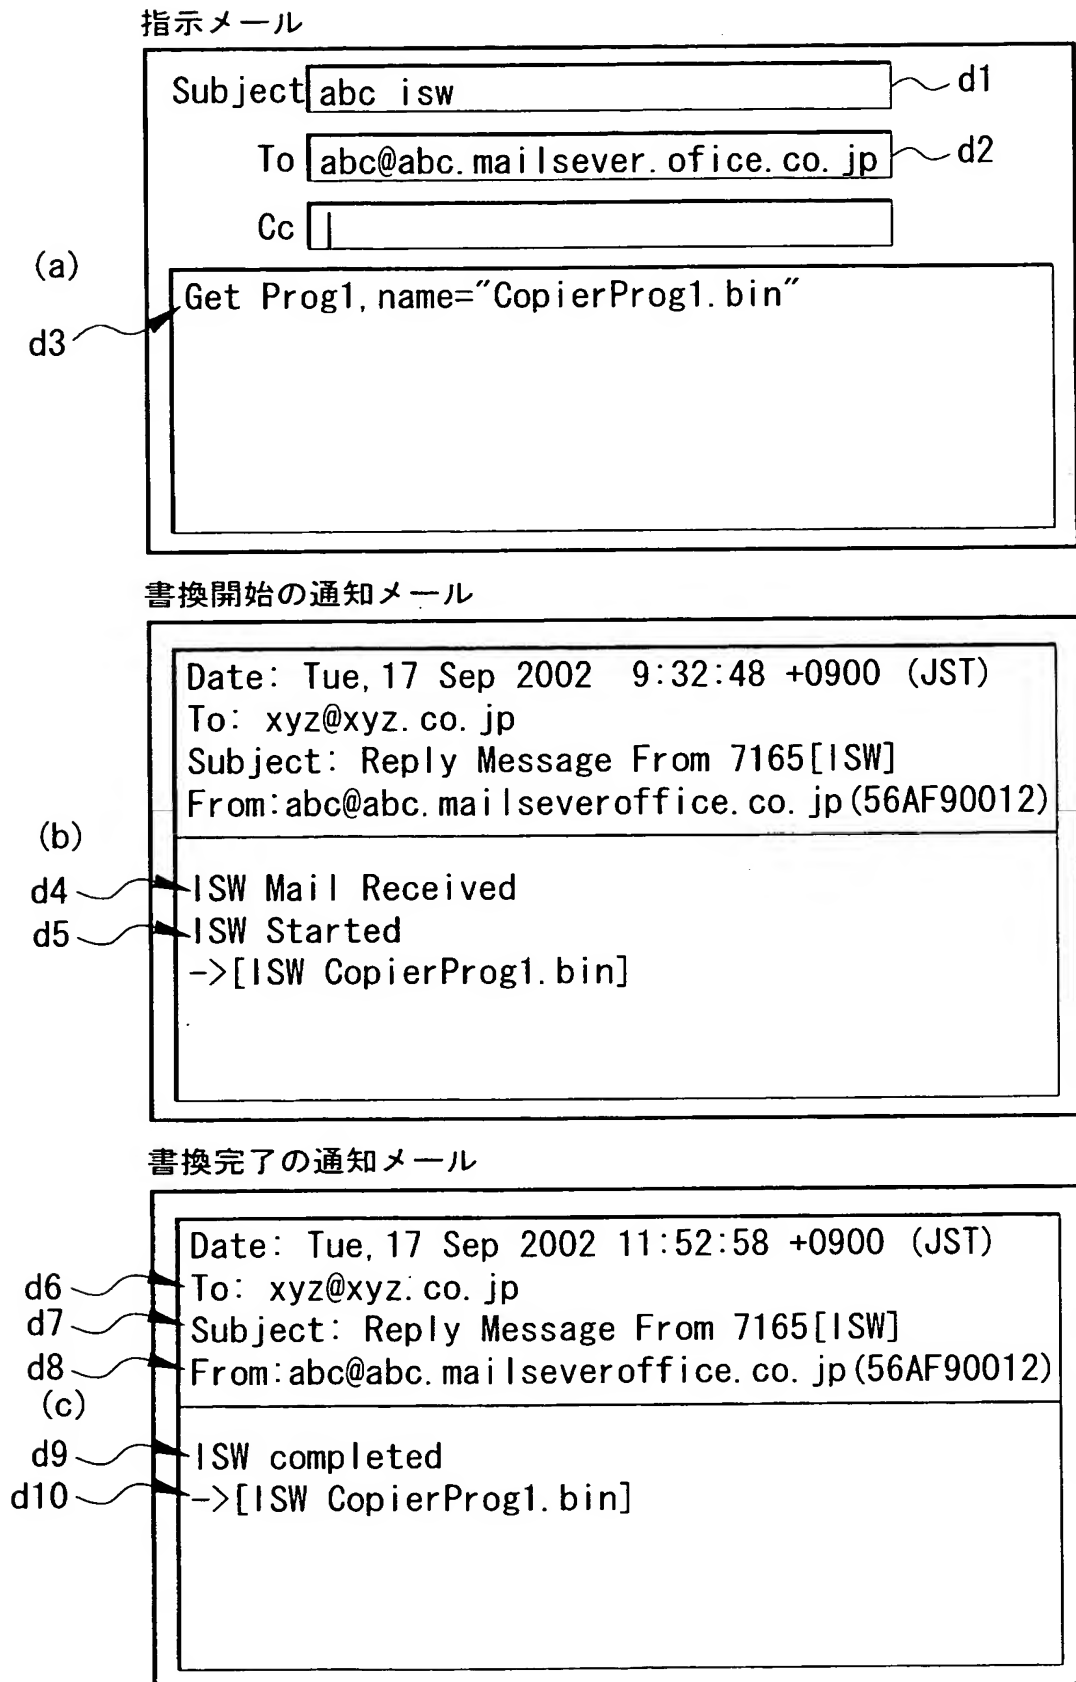 指示メール
Subject abc isw d1
To abc@abc.mailsever.ofice.co.jp d2
Cc
(a)
Get Prog1,name="CopierProg1.bin"
d3
書換開始の通知メール
Date: Tue,17 Sep 2002 9:32:48 +0900 (JST)
To: xyz@xyz.co.jp
Subject: Reply Message From 7165[ISW]
From:abc@abc.mailseveroffice.co.jp(56AF90012)
(b)
d4 ISW Mail Received
d5 ISW Started
->[ISW CopierProg1.bin]
書換完了の通知メール
Date: Tue,17 Sep 2002 11:52:58 +0900 (JST)
d6 To: xyz@xyz.co.jp
d7 Subject: Reply Message From 7165[ISW]
d8 From:abc@abc.mailseveroffice.co.jp(56AF90012)
(c)
d9 ISW completed
d10 ->[ISW CopierProg1.bin]